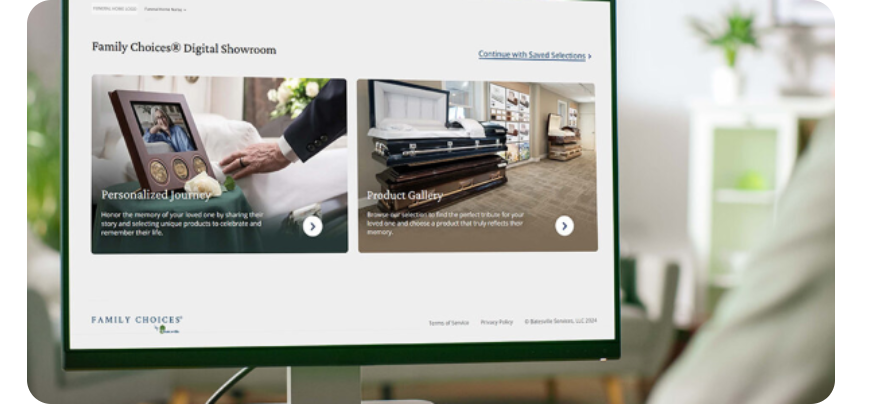 FUNERAL HOME LOGO Funeral Home Name
Family Choices® Digital Showroom
Continue with Saved Selections
Personalized Journey
Honor the memory of your loved one by sharing their
story and selecting unique products to celebrate and
remember their life.
Product Gallery
Browse our selection to find the perfect tribute for your
loved one and choose a product that truly reflects their
memory.
FAMILY CHOICES®
Terms of Service Privacy Policy © Batesville Services, LLC 2024